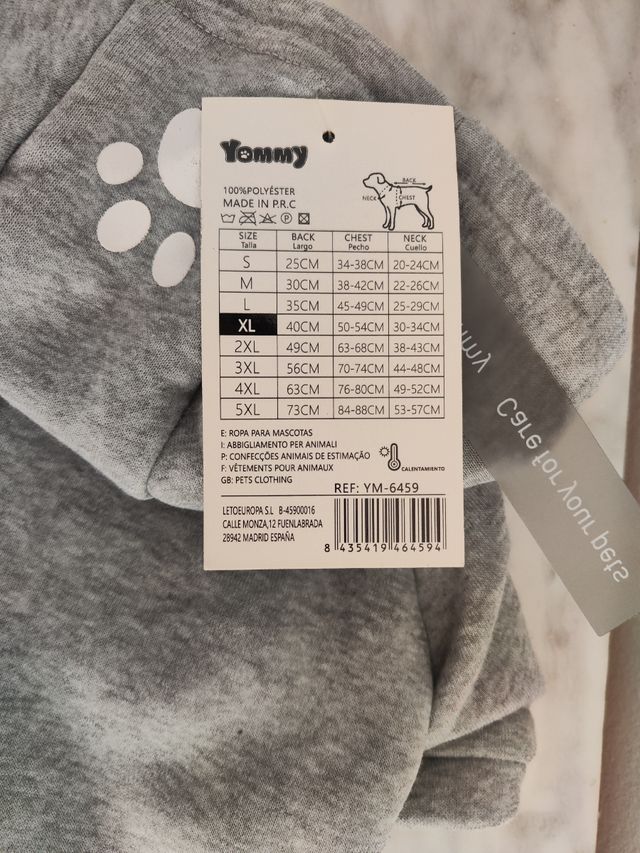 Yommy
100%POLYÉSTER
MADE IN P.R.C
P
BACK
NECK
CHEST
SIZE BACK CHEST NECK
Talla Largo Pecho Cuello
S 25CM 34-38CM 20-24CM
M 30CM 38-42CM 22-26CM
L 35CM 45-49CM 25-29CM
XL 40CM 50-54CM 30-34CM
2XL 49CM 63-68CM 38-43CM
3XL 56CM 70-74CM 44-48CM
4XL 63CM 76-80CM 49-52CM
5XL 73CM 84-88CM 53-57CM
E: ROPA PARA MASCOTAS
I: ABBIGLIAMENTO PER ANIMALI
P: CONFECÇÕES ANIMAIS DE ESTIMAÇÃO
F: VÊTEMENTS POUR ANIMAUX
GB: PETS CLOTHING
CALENTAMIENTO
REF: YM-6459
LETOEUROPA S.L B-45900016
CALLE MONZA,12 FUENLABRADA
28942 MADRID ESPAÑA
8 435419 464594
Care for your pets